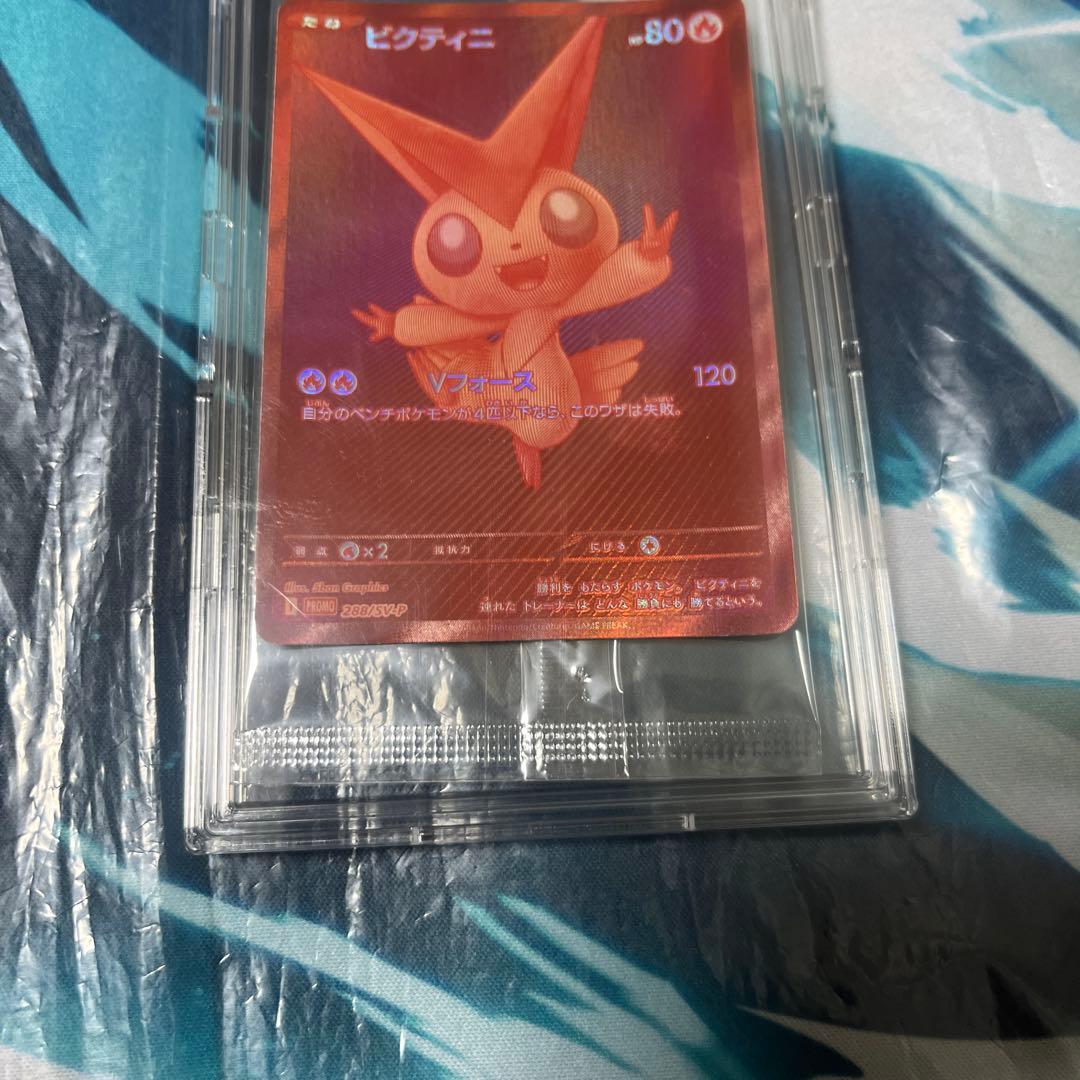 たね ビクティニ HP80
Vフォース 120
自分のベンチポケモンが4匹以下なら、このワザは失敗。
弱点 ×2 抵抗力 にげる
Illus. 5ban Graphics
I PROMO 288/SV-P
勝利を もたらす ポケモン。 ビクティニを
連れた トレーナーは どんな 勝負にも 勝てるという。
GAME FREAK